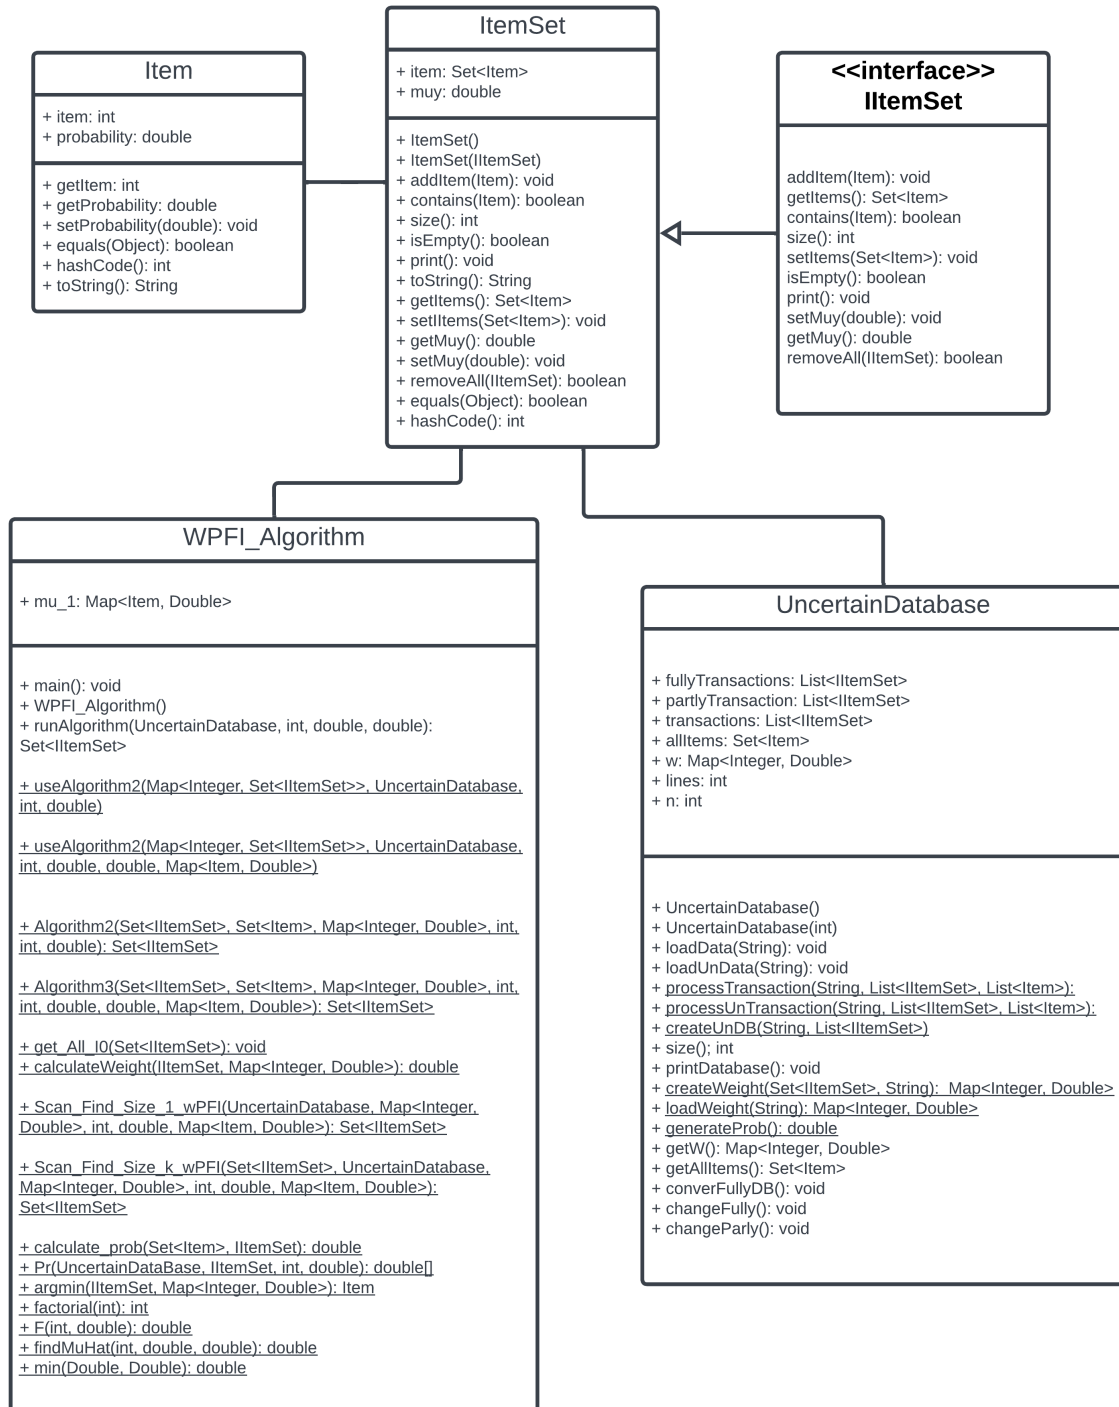 ItemSet
+ item: Set<Item>
+ muy: double
+ ItemSet()
+ ItemSet(IItemSet)
+ addItem(Item): void
+ contains(Item): boolean
+ size(): int
+ isEmpty(): boolean
+ print(): void
+ toString(): String
+ getItems(): Set<Item>
+ setIItems(Set<Item>): void
+ getMuy(): double
+ setMuy(double): void
+ removeAll(IItemSet): boolean
+ equals(Object): boolean
+ hashCode(): int
Item
+ item: int
+ probability: double
+ getItem: int
+ getProbability: double
+ setProbability(double): void
+ equals(Object): boolean
+ hashCode(): int
+ toString(): String
<<interface>>
IItemSet
addItem(Item): void
getItems(): Set<Item>
contains(Item): boolean
size(): int
setItems(Set<Item>): void
isEmpty(): boolean
print(): void
setMuy(double): void
getMuy(): double
removeAll(IItemSet): boolean
WPFI_Algorithm
+ mu_1: Map<Item, Double>
+ main(): void
+ WPFI_Algorithm()
+ runAlgorithm(UncertainDatabase, int, double, double):
Set<IItemSet>
+ useAlgorithm2(Map<Integer, Set<IItemSet>>, UncertainDatabase,
int, double)
+ useAlgorithm2(Map<Integer, Set<IItemSet>>, UncertainDatabase,
int, double, double, Map<Item, Double>)
+ Algorithm2(Set<IItemSet>, Set<Item>, Map<Integer, Double>, int,
int, double): Set<IItemSet>
+ Algorithm3(Set<IItemSet>, Set<Item>, Map<Integer, Double>, int,
int, double, double, Map<Item, Double>): Set<IItemSet>
+ get_All_I0(Set<IItemSet>): void
+ calculateWeight(IItemSet, Map<Integer, Double>): double
+ Scan_Find_Size_1_wPFI(UncertainDatabase, Map<Integer,
Double>, int, double, Map<Item, Double>): Set<IItemSet>
+ Scan_Find_Size_k_wPFI(Set<IItemSet>, UncertainDatabase,
Map<Integer, Double>, int, double, Map<Item, Double>):
Set<IItemSet>
+ calculate_prob(Set<Item>, IItemSet): double
+ Pr(UncertainDataBase, IItemSet, int, double): double[]
+ argmin(IItemSet, Map<Integer, Double>): Item
+ factorial(int): int
+ F(int, double): double
+ findMuHat(int, double, double): double
+ min(Double, Double): double
UncertainDatabase
+ fullyTransactions: List<IItemSet>
+ partlyTransaction: List<IItemSet>
+ transactions: List<IItemSet>
+ allItems: Set<Item>
+ w: Map<Integer, Double>
+ lines: int
+ n: int
+ UncertainDatabase()
+ UncertainDatabase(int)
+ loadData(String): void
+ loadUnData(String): void
+ processTransaction(String, List<IItemSet>, List<Item>):
+ processUnTransaction(String, List<IItemSet>, List<Item>):
+ createUnDB(String, List<IItemSet>)
+ size(); int
+ printDatabase(): void
+ createWeight(Set<IItemSet>, String):  Map<Integer, Double>
+ loadWeight(String): Map<Integer, Double>
+ generateProb(): double
+ getW(): Map<Integer, Double>
+ getAllItems(): Set<Item>
+ converFullyDB(): void
+ changeFully(): void
+ changeParly(): void